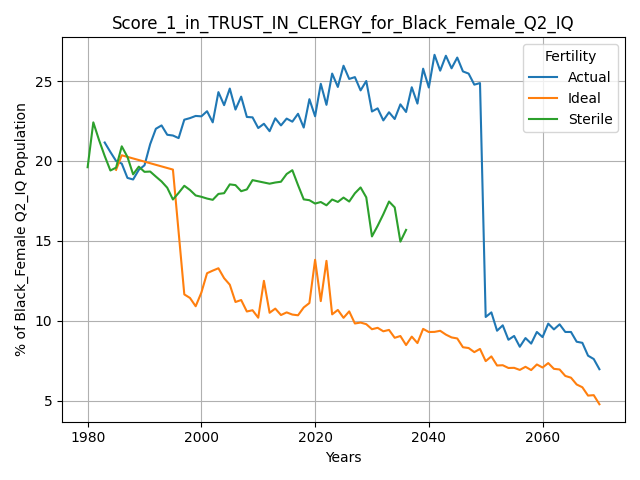 Score_1_in_TRUST_IN_CLERGY_for_Black_Female_Q2_IQ
% of Black_Female Q2_IQ Population
25
20
15
10
5
Fertility
Actual
Ideal
Sterile
1980 2000 2020 2040 2060
Years